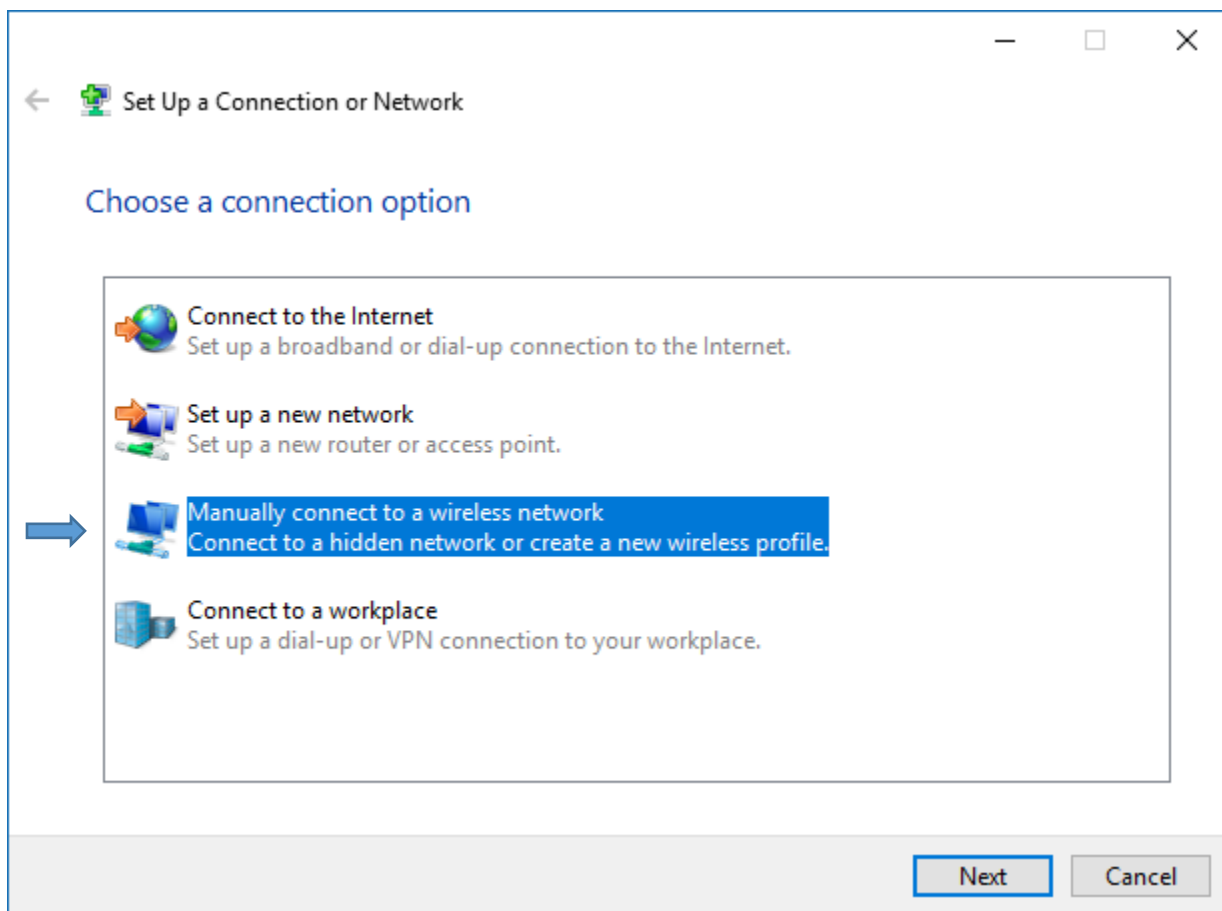 Set Up a Connection or Network
Choose a connection option
Connect to the Internet
Set up a broadband or dial-up connection to the Internet.
Set up a new network
Set up a new router or access point.
Manually connect to a wireless network
Connect to a hidden network or create a new wireless profile.
Connect to a workplace
Set up a dial-up or VPN connection to your workplace.
Next Cancel